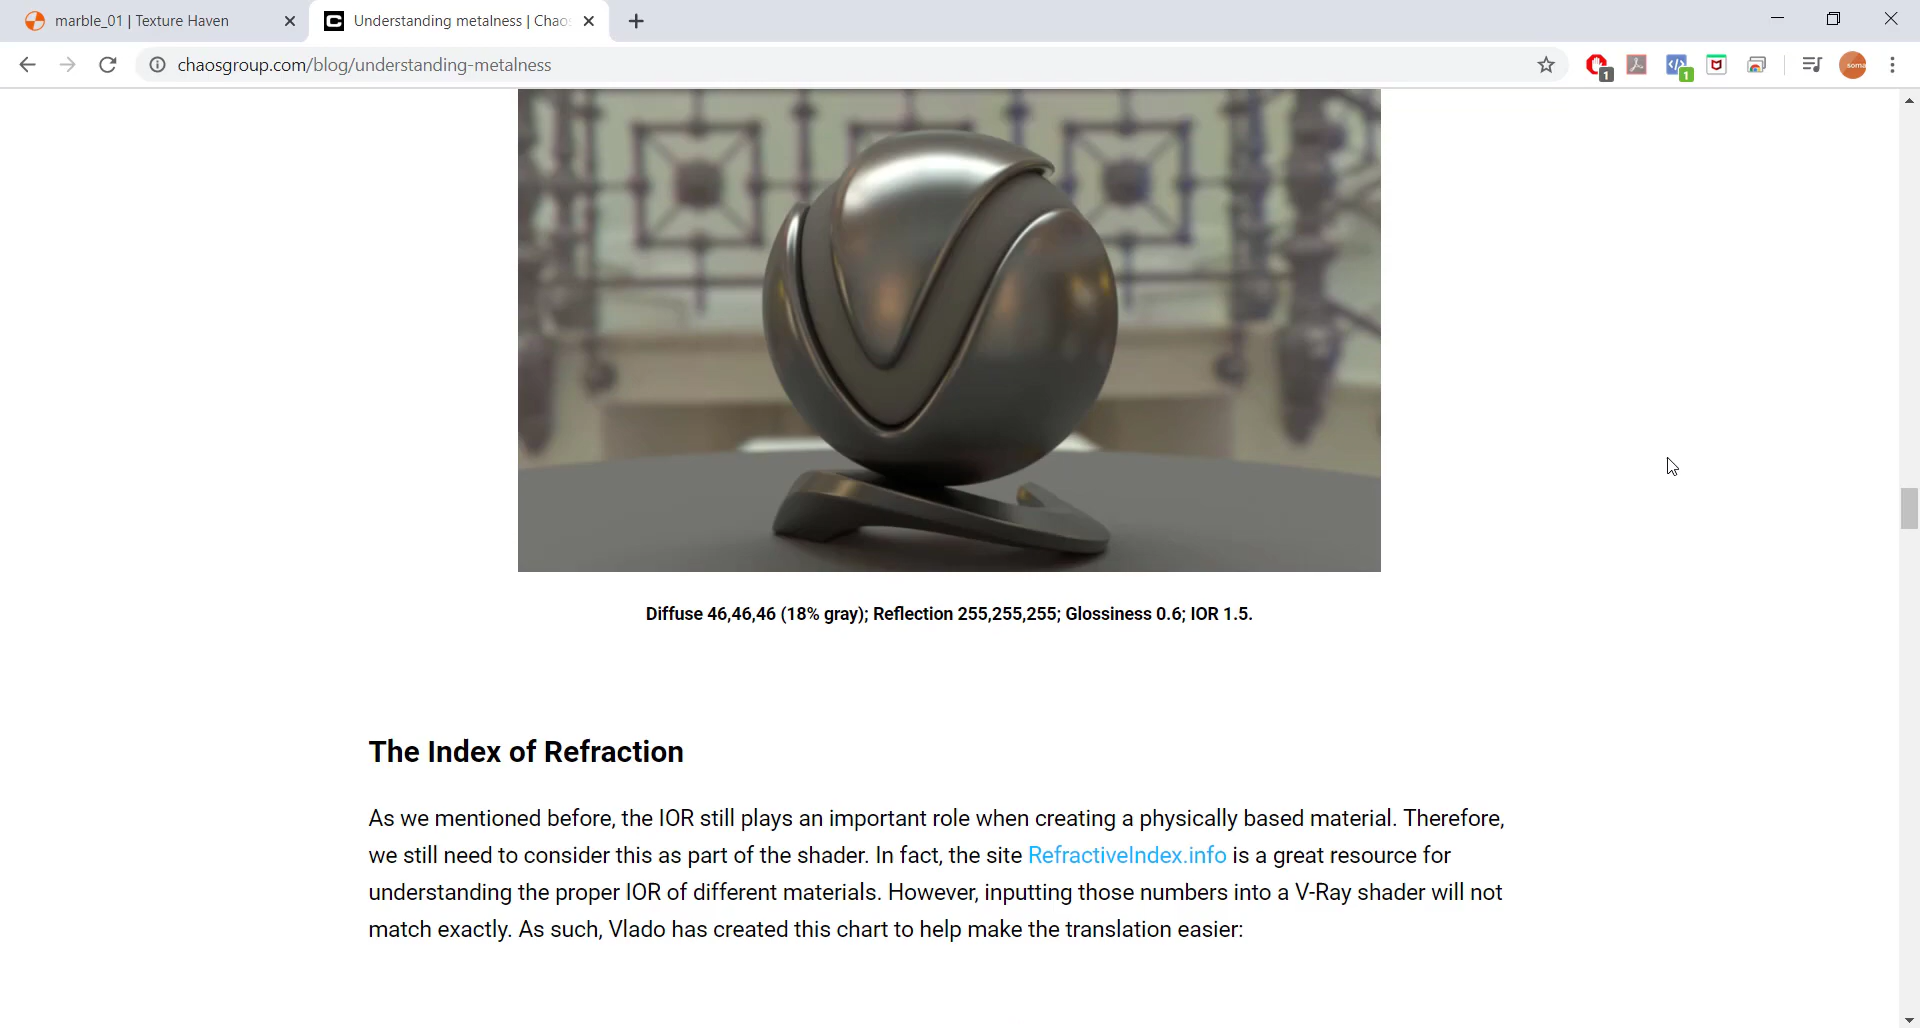 marble_01 | Texture Haven
Understanding metalness | Chaos
chaosgroup.com/blog/understanding-metalness
1
1
soma
Diffuse 46,46,46 (18% gray); Reflection 255,255,255; Glossiness 0.6; IOR 1.5.
The Index of Refraction
As we mentioned before, the IOR still plays an important role when creating a physically based material. Therefore,
we still need to consider this as part of the shader. In fact, the site RefractiveIndex.info is a great resource for
understanding the proper IOR of different materials. However, inputting those numbers into a V-Ray shader will not
match exactly. As such, Vlado has created this chart to help make the translation easier: